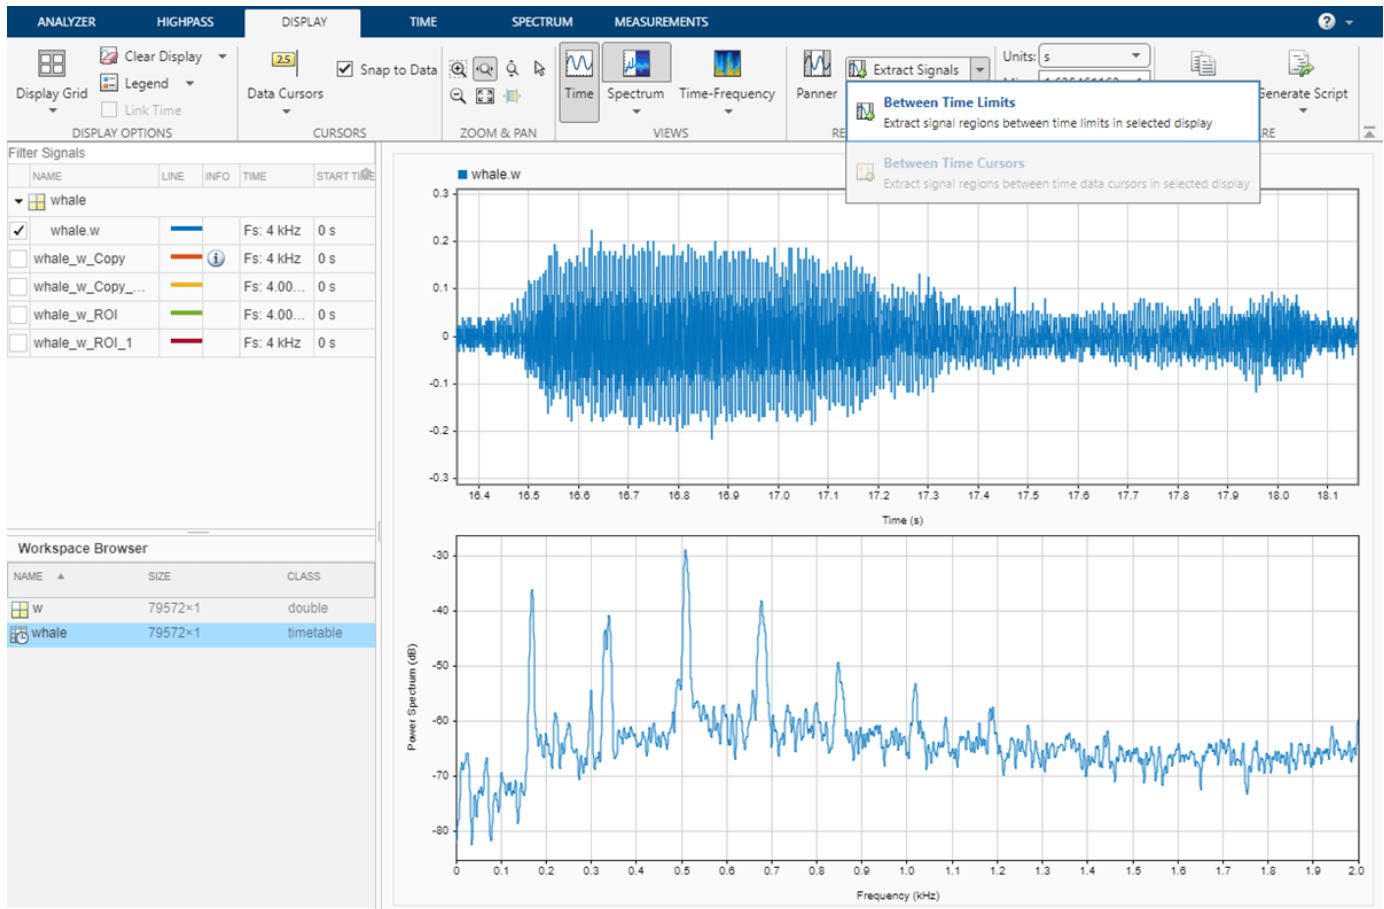 ANALYZER HIGHPASS DISPLAY TIME SPECTRUM MEASUREMENTS ?
Display Grid
Clear Display
Legend
Link Time
DISPLAY OPTIONS
2.5
Data Cursors
Snap to Data
CURSORS
ZOOM & PAN
Time
Spectrum
Time-Frequency
VIEWS
Panner
Extract Signals
Units: s
Generate Script
Between Time Limits
Extract signal regions between time limits in selected display
Between Time Cursors
Extract signal regions between time data cursors in selected display
Filter Signals
NAME LINE INFO TIME START TIME
whale
whale.w Fs: 4 kHz 0 s
whale_w_Copy i Fs: 4 kHz 0 s
whale_w_Copy_... Fs: 4.00... 0 s
whale_w_ROI Fs: 4.00... 0 s
whale_w_ROI_1 Fs: 4 kHz 0 s
Workspace Browser
NAME SIZE CLASS
w 79572×1 double
whale 79572×1 timetable
whale.w
0.3
0.2
0.1
0
-0.1
-0.2
-0.3
16.4 16.5 16.6 16.7 16.8 16.9 17.0 17.1 17.2 17.3 17.4 17.5 17.6 17.7 17.8 17.9 18.0 18.1
Time (s)
Power Spectrum (dB)
-30
-40
-50
-60
-70
-80
0 0.1 0.2 0.3 0.4 0.5 0.6 0.7 0.8 0.9 1.0 1.1 1.2 1.3 1.4 1.5 1.6 1.7 1.8 1.9 2.0
Frequency (kHz)